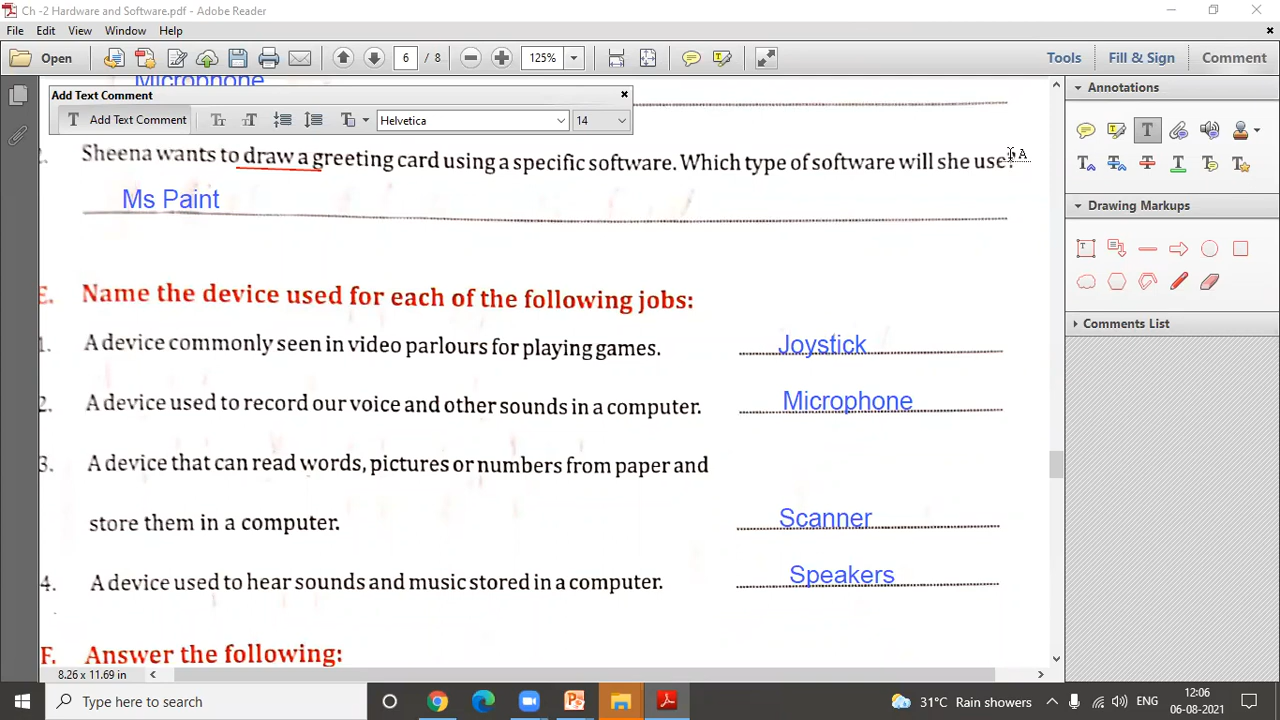 Ch -2 Hardware and Software.pdf - Adobe Reader
File Edit View Window Help
Open 6 / 8 125% Tools Fill & Sign Comment
Microphone
Add Text Comment
Annotations
T Add Text Comment Helvetica 14
Sheena wants to draw a greeting card using a specific software. Which type of software will she use?
Ms Paint
Drawing Markups
E. Name the device used for each of the following jobs:
1. A device commonly seen in video parlours for playing games. Joystick
Comments List
2. A device used to record our voice and other sounds in a computer. Microphone
3. A device that can read words, pictures or numbers from paper and
store them in a computer. Scanner
4. A device used to hear sounds and music stored in a computer. Speakers
F. Answer the following:
8.26 x 11.69 in
Type here to search 31°C Rain showers ENG 12:06
06-08-2021